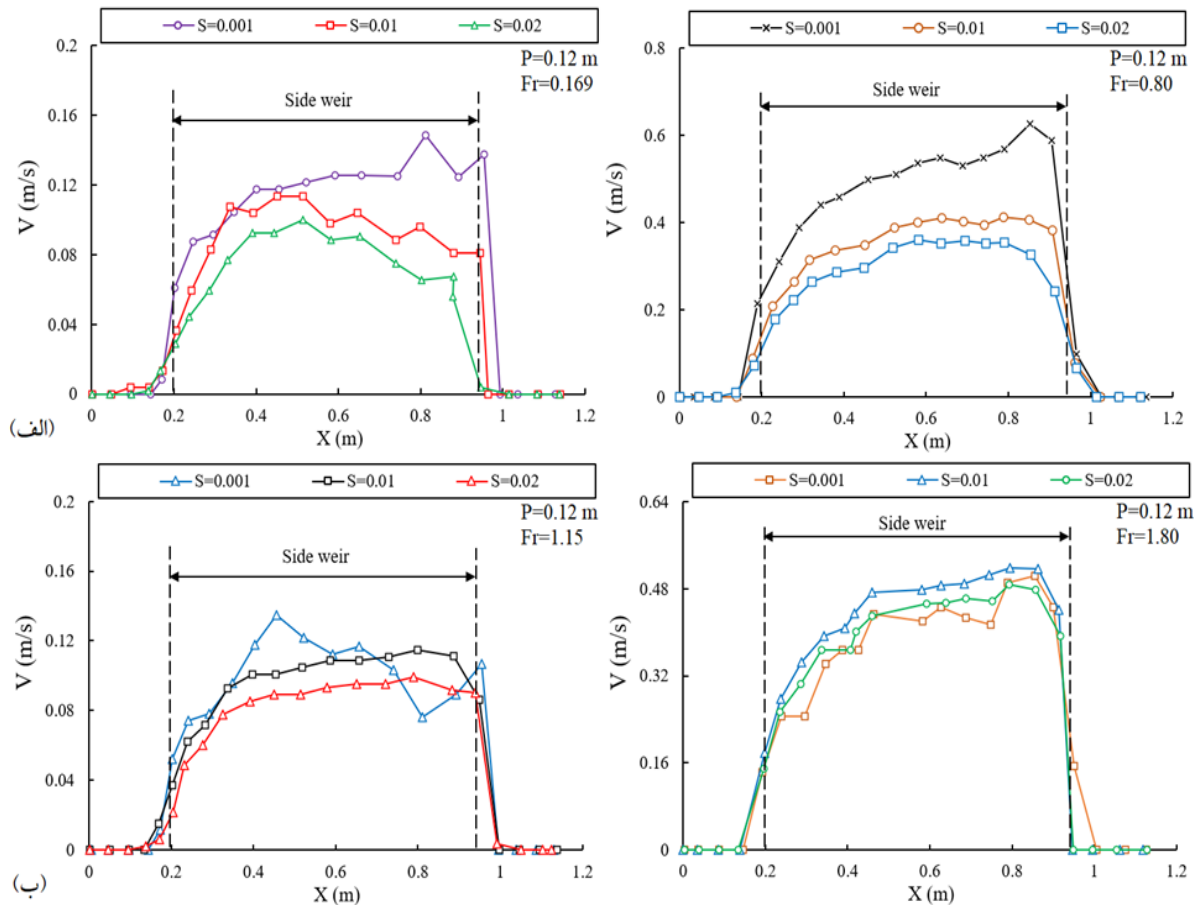 S=0.001 S=0.01 S=0.02
P=0.12 m
Fr=0.169
Side weir
V (m/s)
0.2
0.16
0.12
0.08
0.04
0
0 0.2 0.4 0.6 0.8 1 1.2
X (m)
(الف)
S=0.001 S=0.01 S=0.02
P=0.12 m
Fr=0.80
Side weir
V (m/s)
0.8
0.6
0.4
0.2
0
0 0.2 0.4 0.6 0.8 1 1.2
X (m)
S=0.001 S=0.01 S=0.02
P=0.12 m
Fr=1.15
Side weir
V (m/s)
0.2
0.16
0.12
0.08
0.04
0
0 0.2 0.4 0.6 0.8 1 1.2
X (m)
(ب)
S=0.001 S=0.01 S=0.02
P=0.12 m
Fr=1.80
Side weir
V (m/s)
0.64
0.48
0.32
0.16
0
0 0.2 0.4 0.6 0.8 1 1.2
X (m)